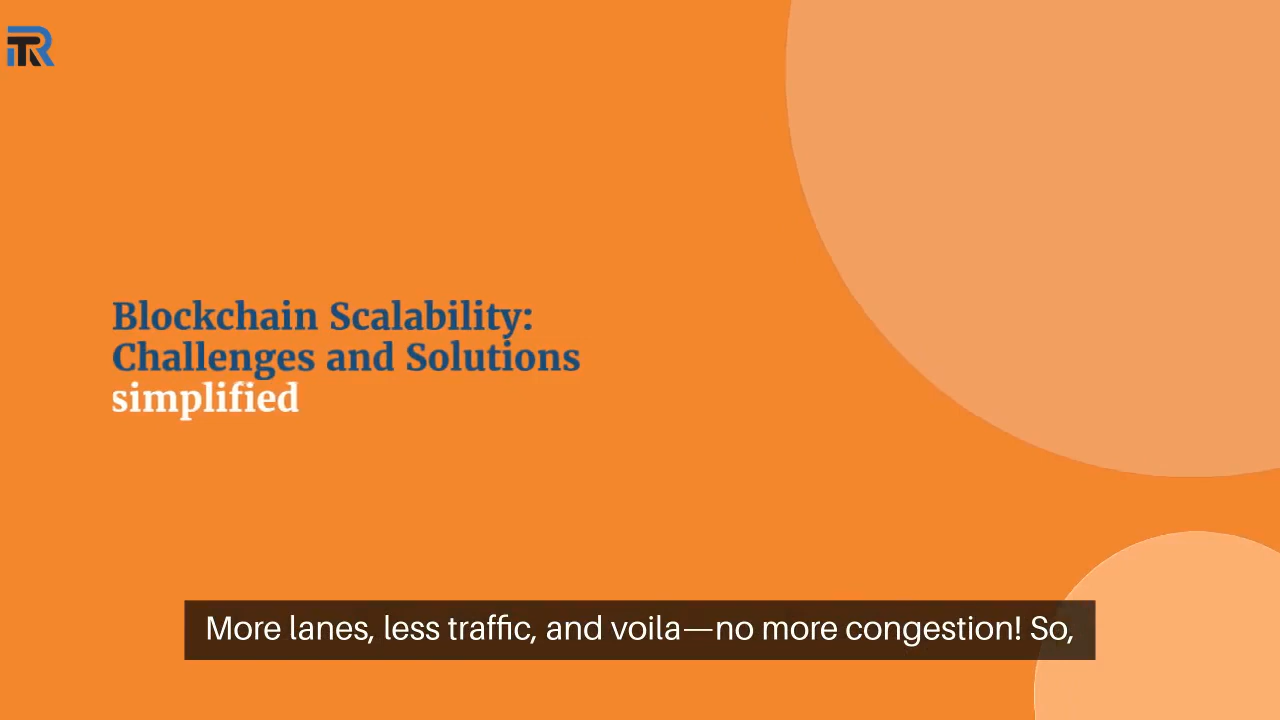 Blockchain Scalability:
Challenges and Solutions
simplified
More lanes, less traffic, and voila—no more congestion! So,